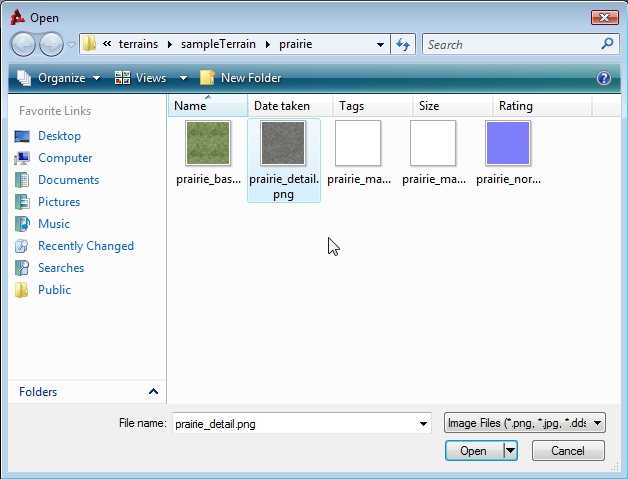 Open
« terrains sampleTerrain prairie Search
Organize Views New Folder
Favorite Links
Desktop
Computer
Documents
Pictures
Music
Recently Changed
Searches
Public
Folders
Name Date taken Tags Size Rating
prairie_bas... prairie_detail.png prairie_ma... prairie_ma... prairie_nor...
File name: prairie_detail.png Image Files (*.png, *.jpg, *.dds
Open Cancel